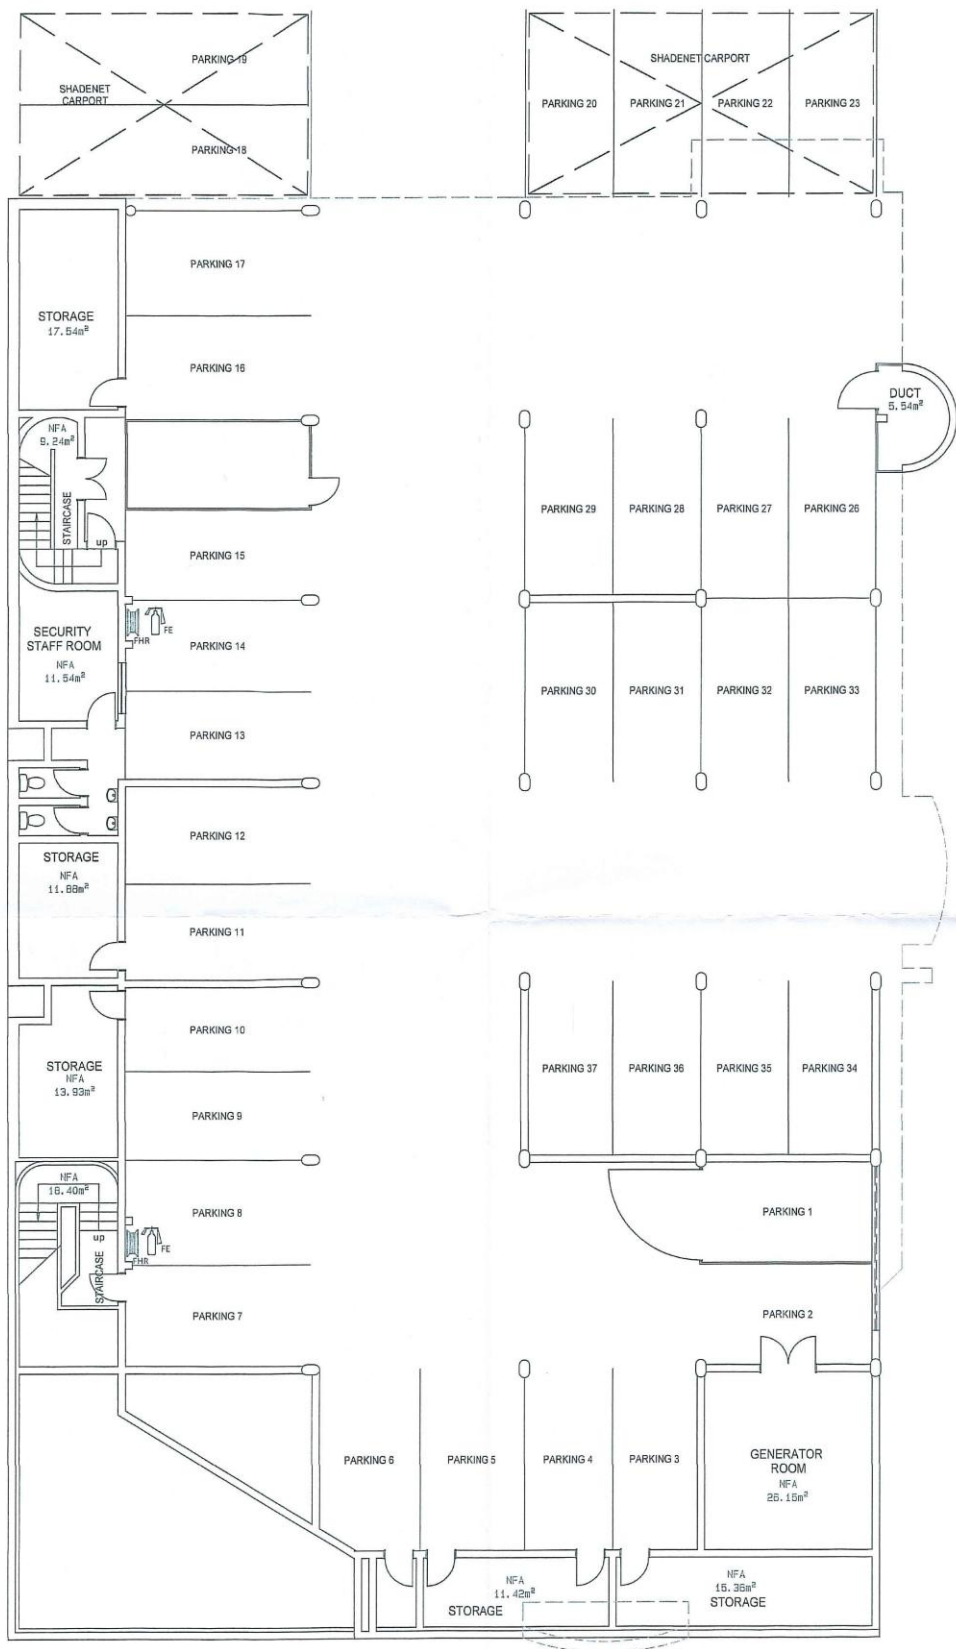 PARKING 19
SHADENET
CARPORT
PARKING 18
SHADENET CARPORT
PARKING 20
PARKING 21
PARKING 22
PARKING 23
PARKING 17
STORAGE
17.54m²
PARKING 16
DUCT
5.54m²
NFA
9.24m²
STAIRCASE
up
PARKING 29
PARKING 28
PARKING 27
PARKING 26
PARKING 15
SECURITY
STAFF ROOM
NFA
11.54m²
FHR
FE
PARKING 14
PARKING 30
PARKING 31
PARKING 32
PARKING 33
PARKING 13
PARKING 12
STORAGE
NFA
11.88m²
PARKING 11
PARKING 10
STORAGE
NFA
13.93m²
PARKING 37
PARKING 36
PARKING 35
PARKING 34
PARKING 9
NFA
18.40m²
up
STAIRCASE
FHR
FE
PARKING 8
PARKING 1
PARKING 7
PARKING 2
PARKING 6
PARKING 5
PARKING 4
PARKING 3
GENERATOR
ROOM
NFA
26.15m²
NFA
11.42m²
STORAGE
NFA
15.36m²
STORAGE